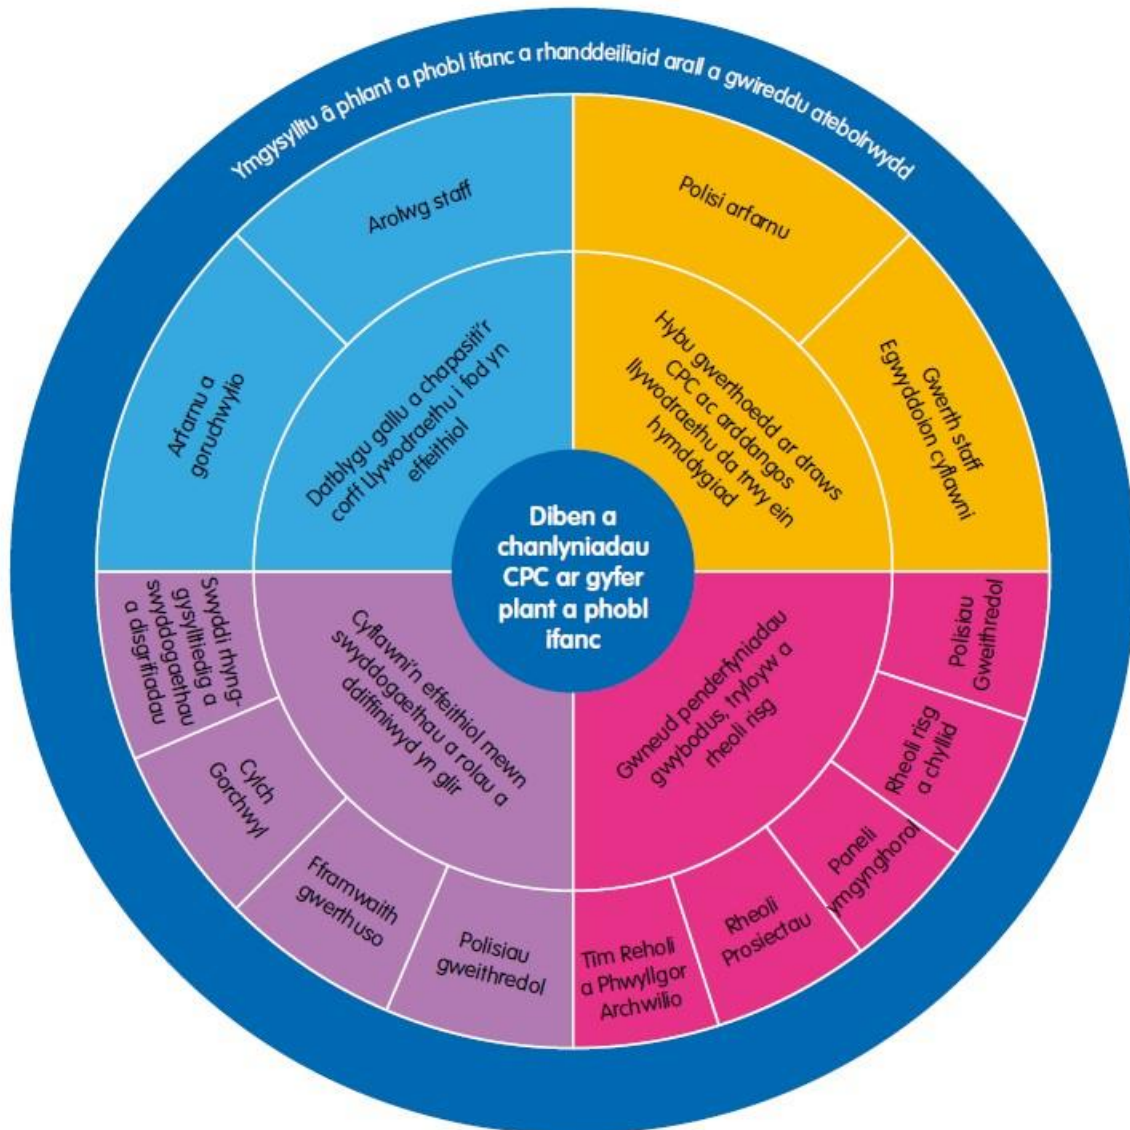 Ymgysylltu â phlant a phobl ifanc a rhanddeiliaid arall a gwireddu atebolrwydd
Arolwg staff
Polisi arfarnu
Arfarnu a
goruchwylio
Datblygu gallu a chapasiti'r
corff Llywodraethu i fod yn
effeithiol
Hybu gwerthoedd ar draws
CPC ac arddangos
llywodraethu da trwy ein
hymddygiad
Gwerth staff
Egwyddoion cyflawni
Diben a
chanlyniadau
CPC ar gyfer
plant a phobl
ifanc
Swyddi rhyng-
gysylltiedig a
swyddogaethau
a disgrifiadau
Cyflawni'n effeithiol mewn
swyddogaethau a rolau a
ddiffiniwyd yn glir
Gwneud penderfyniadau
gwybodus, tryloyw a
rheoli risg
Polisiau
Gweithredol
Rheoli risg
a chyllid
Cylch
Gorchwyl
Paneli
ymgynghorol
Fframwaith
gwerthuso
Polisiau
gweithredol
Tîm Reholi
a Phwyllgor
Archwilio
Rheoli
Prosiectau